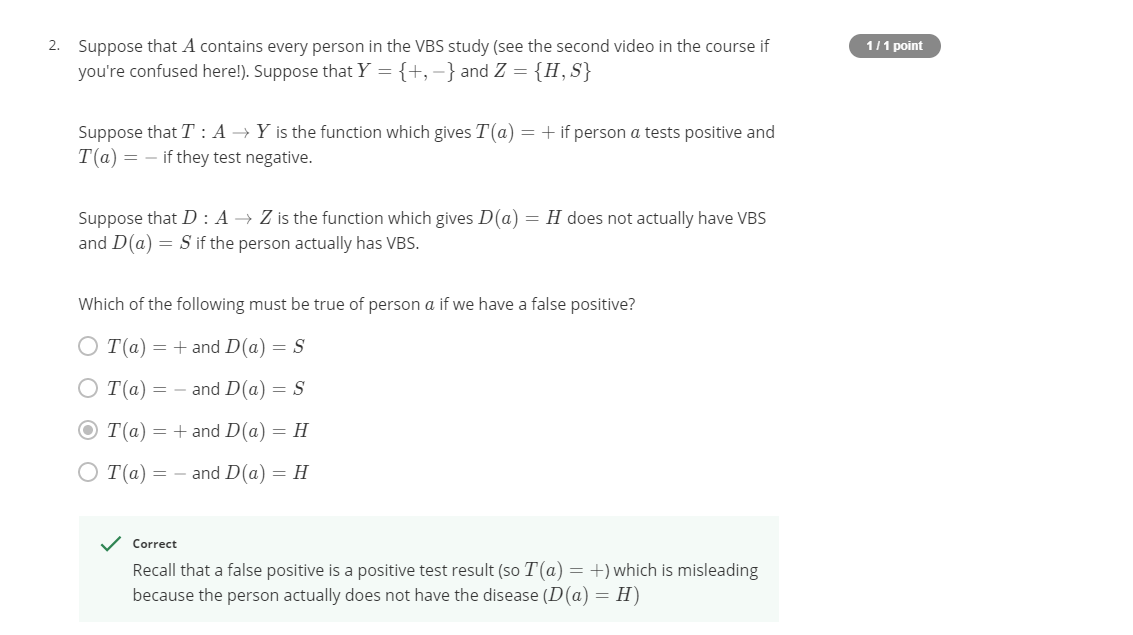 2. Suppose that A contains every person in the VBS study (see the second video in the course if
1 / 1 point
you're confused here!). Suppose that Y = {+, −} and Z = {H, S}
Suppose that T : A → Y is the function which gives T(a) = + if person a tests positive and
T(a) = − if they test negative.
Suppose that D : A → Z is the function which gives D(a) = H does not actually have VBS
and D(a) = S if the person actually has VBS.
Which of the following must be true of person a if we have a false positive?
T(a) = + and D(a) = S
T(a) = − and D(a) = S
T(a) = + and D(a) = H
T(a) = − and D(a) = H
Correct
Recall that a false positive is a positive test result (so T(a) = +) which is misleading
because the person actually does not have the disease (D(a) = H)